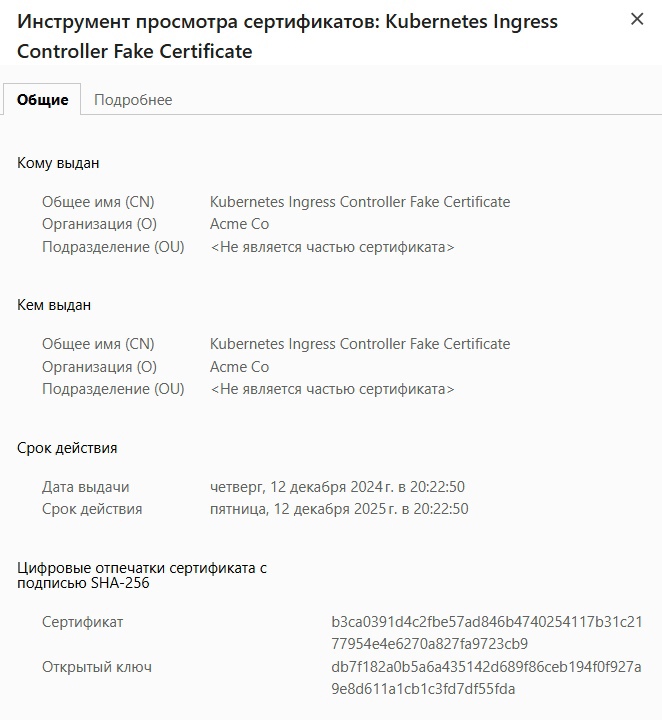 Инструмент просмотра сертификатов: Kubernetes Ingress
Controller Fake Certificate
Общие
Подробнее
Кому выдан
Общее имя (CN) Kubernetes Ingress Controller Fake Certificate
Организация (O) Acme Co
Подразделение (OU) <Не является частью сертификата>
Кем выдан
Общее имя (CN) Kubernetes Ingress Controller Fake Certificate
Организация (O) Acme Co
Подразделение (OU) <Не является частью сертификата>
Срок действия
Дата выдачи четверг, 12 декабря 2024 г. в 20:22:50
Срок действия пятница, 12 декабря 2025 г. в 20:22:50
Цифровые отпечатки сертификата с
подписью SHA-256
Сертификат b3ca0391d4c2fbe57ad846b4740254117b31c21
77954e4e6270a827fa9723cb9
Открытый ключ db7f182a0b5a6a435142d689f86ceb194f0f927a
9e8d611a1cb1c3fd7df55fda